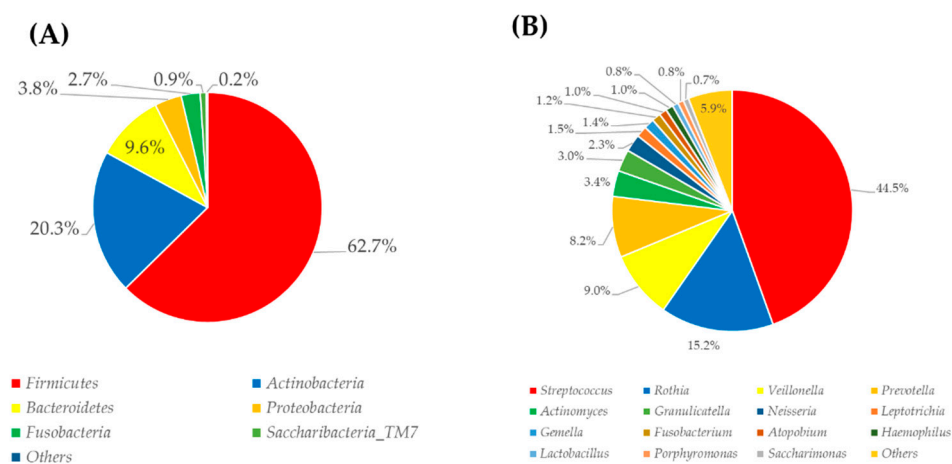 (A)
3.8%
2.7%
0.9%
0.2%
9.6%
20.3%
62.7%
Firmicutes
Actinobacteria
Bacteroidetes
Proteobacteria
Fusobacteria
Saccharibacteria_TM7
Others
(B)
0.8%
0.8%
0.7%
1.0%
1.0%
1.2%
1.4%
1.5%
2.3%
3.0%
3.4%
8.2%
9.0%
15.2%
44.5%
5.9%
Streptococcus
Rothia
Veillonella
Prevotella
Actinomyces
Granulicatella
Neisseria
Leptotrichia
Gemella
Fusobacterium
Atopobium
Haemophilus
Lactobacillus
Porphyromonas
Saccharimonas
Others